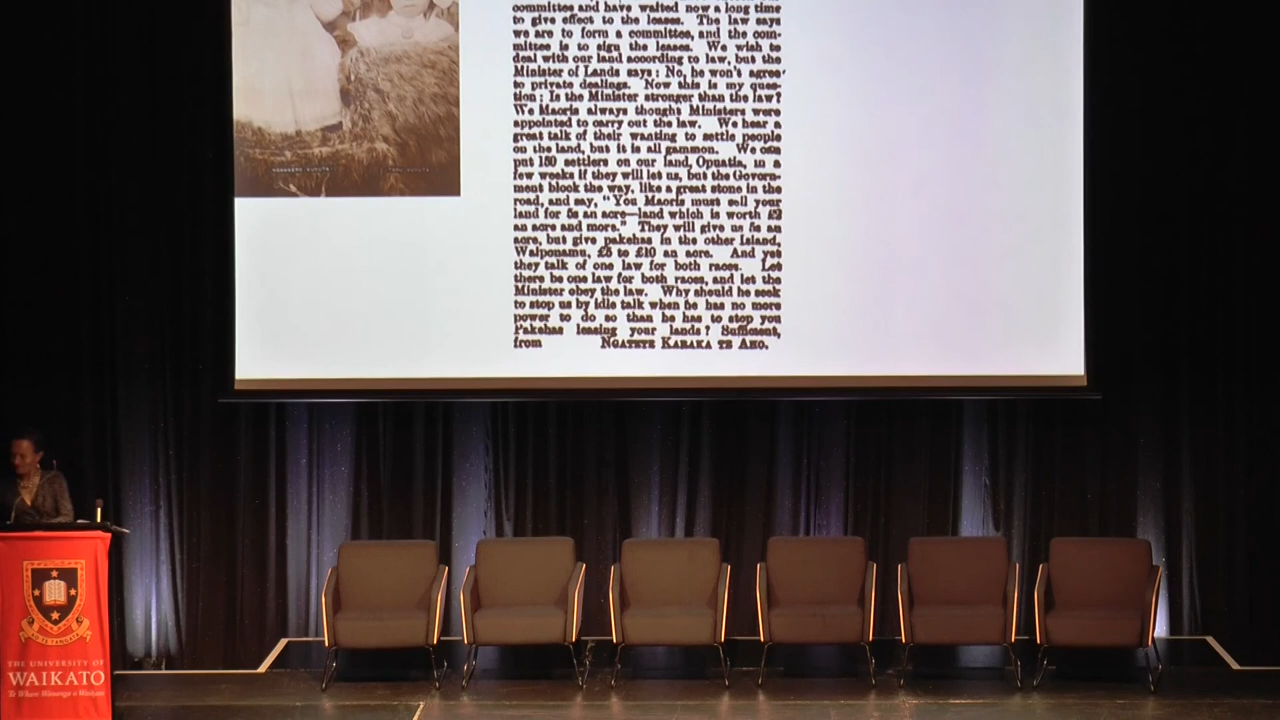 committee and have waited now a long time
to give effect to the leases. The law says
we are to form a committee, and the com-
mittee is to sign the leases. We wish to
deal with our land according to law, but the
Minister of Lands says: No, he won't agree
to private dealings. Now this is my ques-
tion: Is the Minister stronger than the law?
We Maoris always thought Ministers were
appointed to carry out the law. We hear a
great talk of their wanting to settle people
on the land, but it is all gammon. We can
put 150 settlers on our land, Opuatia, in a
few weeks if they will let us, but the Govern-
ment block the way, like a great stone in the
road, and say, "You Maoris must sell your
land for 5s an acre—land which is worth £2
an acre and more." They will give us 5s an
acre, but give pakehas in the other Island,
Waiponamu, £5 to £10 an acre. And yet
they talk of one law for both races. Let
there be one law for both races, and let the
Minister obey the law. Why should he seek
to stop us by idle talk when he has no more
power to do so than he has to stop you
Pakehas leasing your lands? Sufficient,
from NGATETE KARAKA TE AHO.
KO TE TANGATA
THE UNIVERSITY OF
WAIKATO
Te Whare Wānanga o Waikato